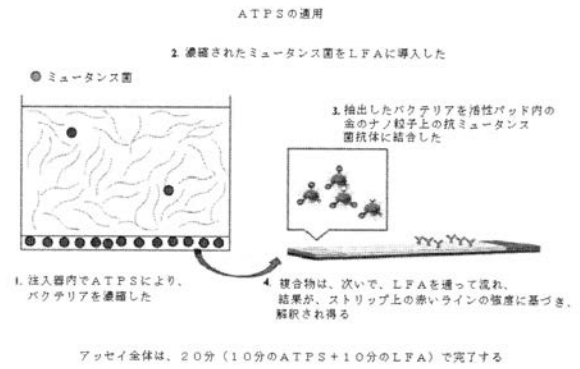 ATPSの適用
2. 濃縮されたミュータンス菌をLFAに導入した
ミュータンス菌
3. 抽出したバクテリアを活性パッド内の
金のナノ粒子上の抗ミュータンス
菌抗体に結合した
1. 注入器内でATPSにより、
バクテリアを濃縮した
4. 複合物は、次いで、LFAを通って流れ、
結果が、ストリップ上の赤いラインの強度に基づき、
解釈され得る
アッセイ全体は、20分（10分のATPS＋10分のLFA）で完了する